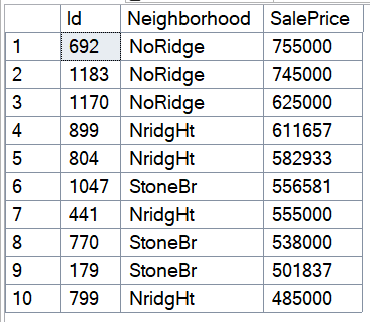 Id Neighborhood SalePrice
1 692 NoRidge 755000
2 1183 NoRidge 745000
3 1170 NoRidge 625000
4 899 NridgHt 611657
5 804 NridgHt 582933
6 1047 StoneBr 556581
7 441 NridgHt 555000
8 770 StoneBr 538000
9 179 StoneBr 501837
10 799 NridgHt 485000